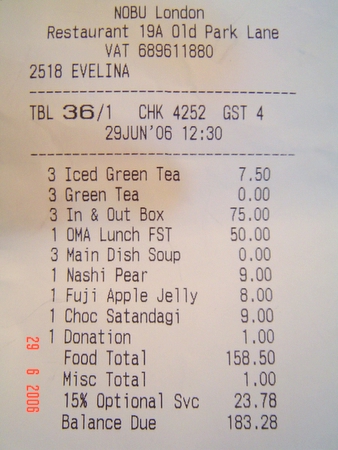 NOBU London
Restaurant 19A Old Park Lane
VAT 689611880
2518 EVELINA
TBL 36/1 CHK 4252 GST 4
29JUN'06 12:30
3 Iced Green Tea 7.50
3 Green Tea 0.00
3 In & Out Box 75.00
1 OMA Lunch FST 50.00
3 Main Dish Soup 0.00
1 Nashi Pear 9.00
1 Fuji Apple Jelly 8.00
1 Choc Satandagi 9.00
1 Donation 1.00
Food Total 158.50
Misc Total 1.00
15% Optional Svc 23.78
Balance Due 183.28
29 6 2006